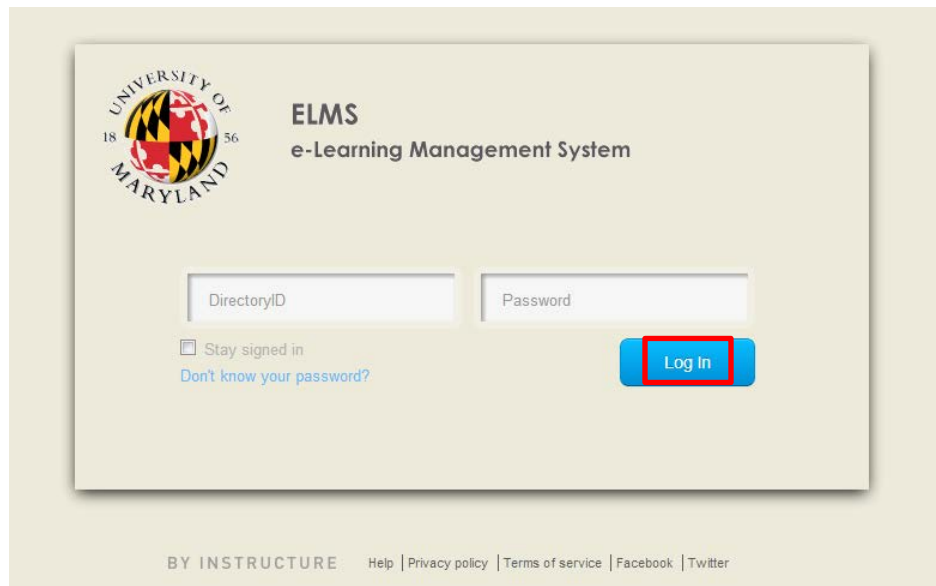 UNIVERSITY OF
18 56
MARYLAND
ELMS
e-Learning Management System
DirectoryID
Password
Stay signed in
Log In
Don't know your password?
BY INSTRUCTURE Help | Privacy policy | Terms of service | Facebook | Twitter